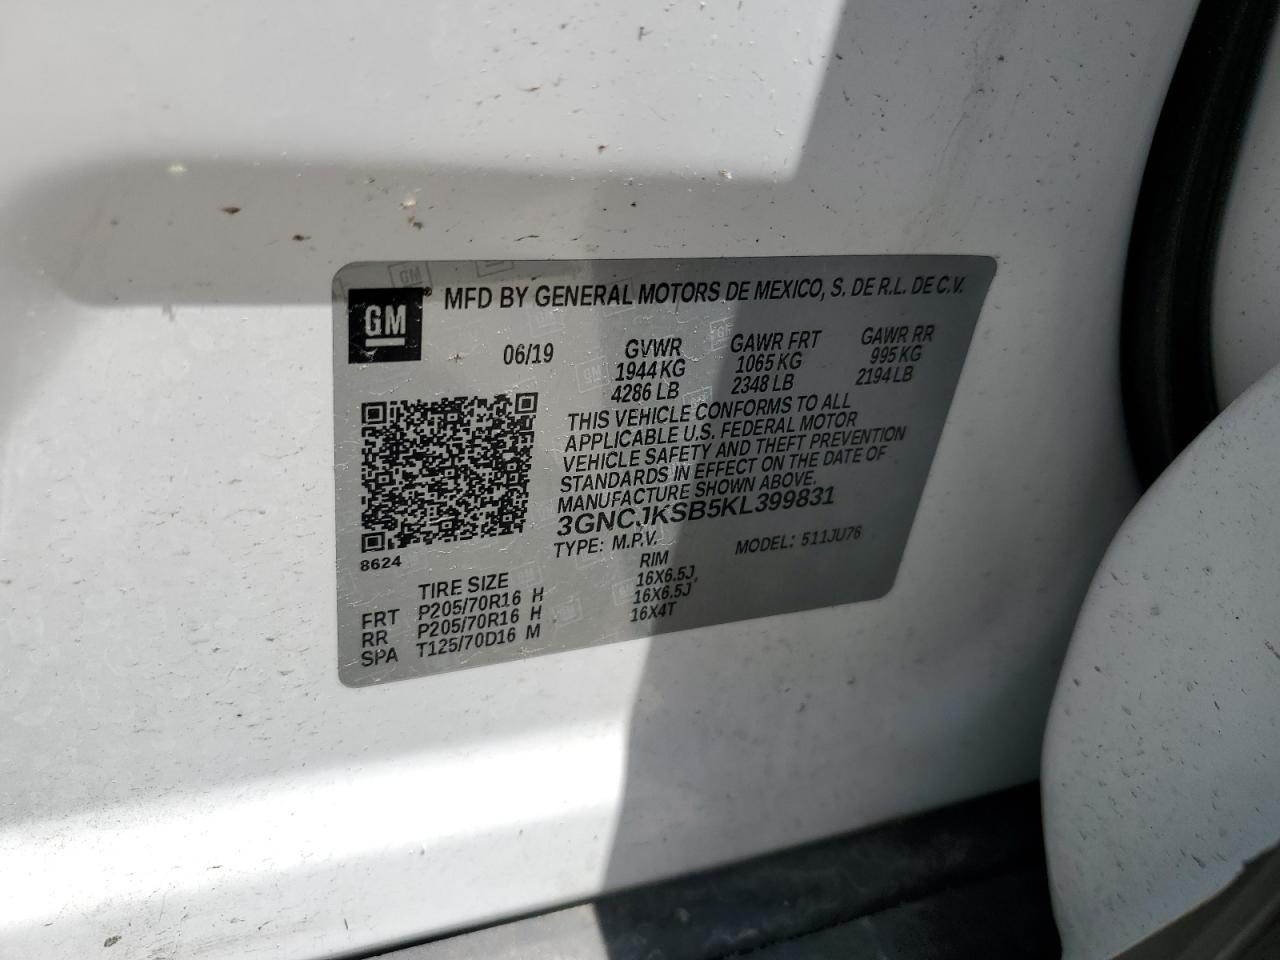 GM® MFD BY GENERAL MOTORS DE MEXICO, S. DE R.L. DE C.V.
06/19 GVWR GAWR FRT GAWR RR
1944 KG 1065 KG 995 KG
4286 LB 2348 LB 2194 LB
THIS VEHICLE CONFORMS TO ALL
APPLICABLE U.S. FEDERAL MOTOR
VEHICLE SAFETY AND THEFT PREVENTION
STANDARDS IN EFFECT ON THE DATE OF
MANUFACTURE SHOWN ABOVE.
3GNCJKSB5KL399831
TYPE: M.P.V. MODEL: 511JU76
8624
TIRE SIZE RIM
FRT P205/70R16 H 16X6.5J
RR P205/70R16 H 16X6.5J
SPA T125/70D16 M 16X4T